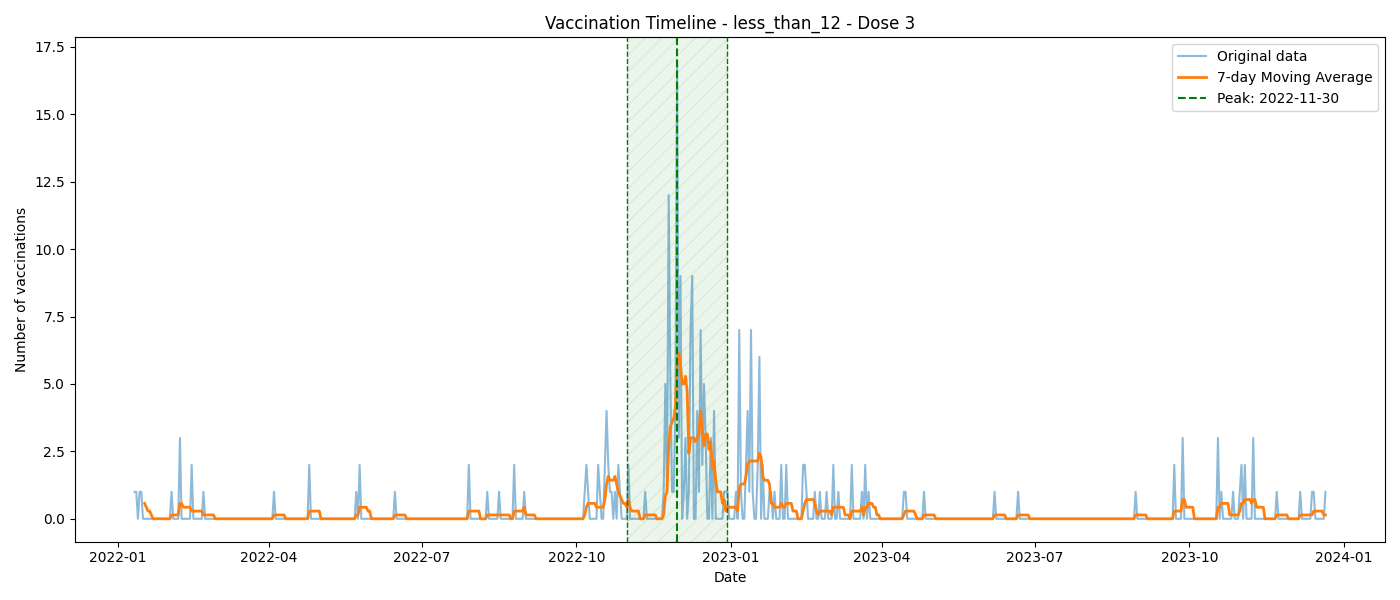 Vaccination Timeline - less_than_12 - Dose 3
Original data
7-day Moving Average
Peak: 2022-11-30
Number of vaccinations
17.5
15.0
12.5
10.0
7.5
5.0
2.5
0.0
2022-01
2022-04
2022-07
2022-10
2023-01
2023-04
2023-07
2023-10
2024-01
Date